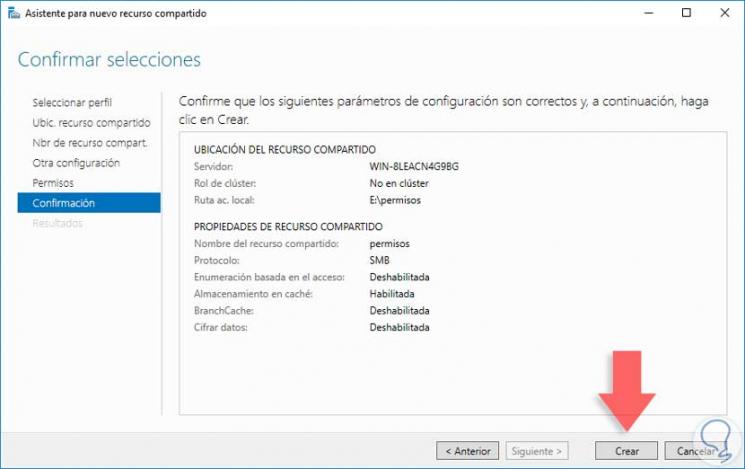 Asistente para nuevo recurso compartido
Confirmar selecciones
Seleccionar perfil
Ubic. recurso compartido
Nbr de recurso compart.
Otra configuración
Permisos
Confirmación
Resultados
Confirme que los siguientes parámetros de configuración son correctos y, a continuación, haga
clic en Crear.
UBICACIÓN DEL RECURSO COMPARTIDO
Servidor: WIN-8LEACN4G9BG
Rol de clúster: No en clúster
Ruta ac. local: E:\permisos
PROPIEDADES DE RECURSO COMPARTIDO
Nombre del recurso compartido: permisos
Protocolo: SMB
Enumeración basada en el acceso: Deshabilitada
Almacenamiento en caché: Habilitada
BranchCache: Deshabilitada
Cifrar datos: Deshabilitada
< Anterior Siguiente > Crear Cancelar